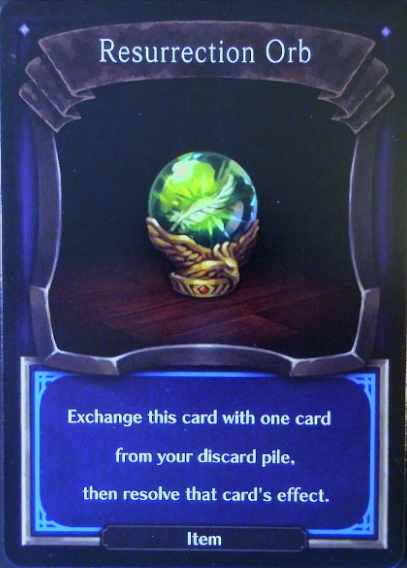 Resurrection Orb
Exchange this card with one card
from your discard pile,
then resolve that card's effect.
Item